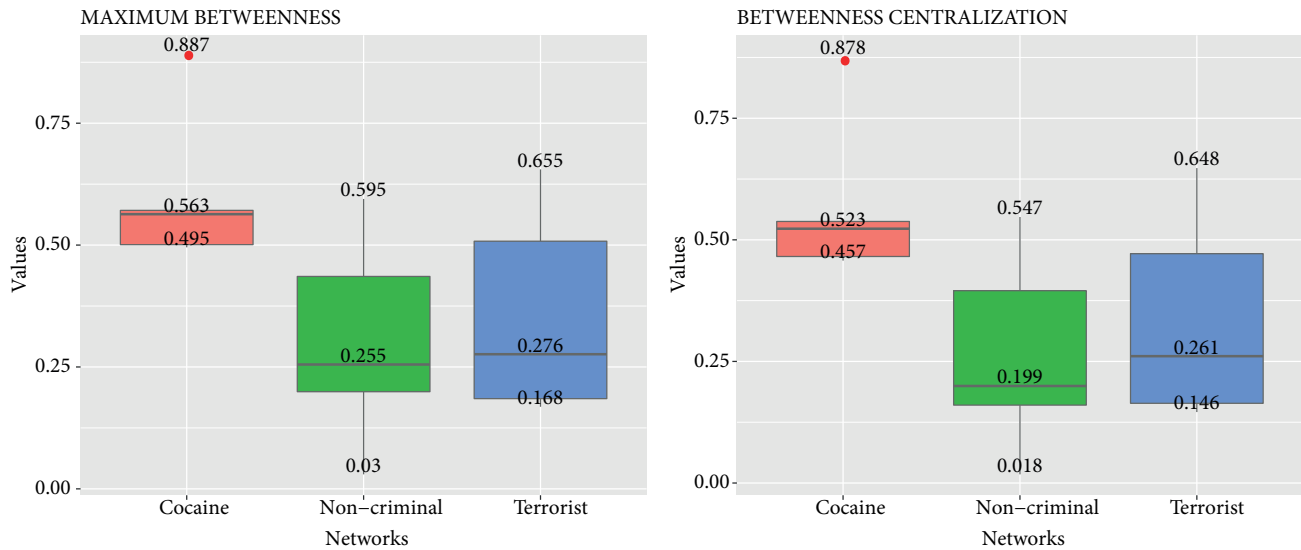 MAXIMUM BETWEENNESS
0.887
0.75
0.655
0.595
0.563
0.50
0.495
0.276
0.255
0.25
0.168
0.03
0.00
Values
Cocaine
Non−criminal
Terrorist
Networks
BETWEENNESS CENTRALIZATION
0.878
0.75
0.648
0.547
0.523
0.50
0.457
0.261
0.25
0.199
0.146
0.018
0.00
Values
Cocaine
Non−criminal
Terrorist
Networks